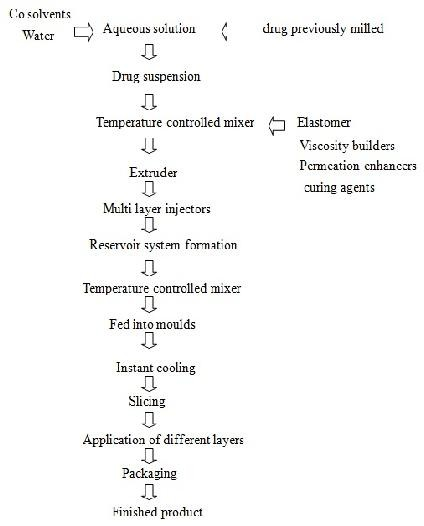 Co solvents
Water
Aqueous solution
drug previously milled
Drug suspension
Temperature controlled mixer
Elastomer
Viscosity builders
Permeation enhancers
curing agents
Extruder
Multi layer injectors
Reservoir system formation
Temperature controlled mixer
Fed into moulds
Instant cooling
Slicing
Application of different layers
Packaging
Finished product